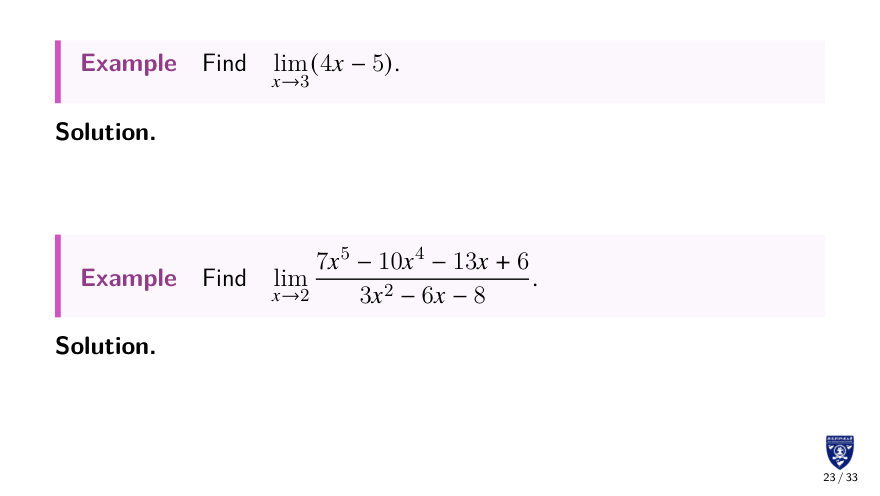 Example Find lim_{x→3}(4x − 5).
Solution.
Example Find lim_{x→2} \frac{7x^5 − 10x^4 − 13x + 6}{3x^2 − 6x − 8}.
Solution.
23 / 33